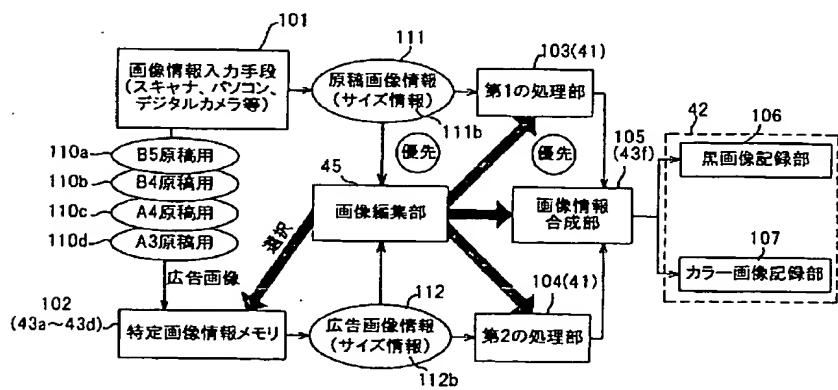 101
画像情報入力手段
(スキャナ、パソコン、
デジタルカメラ等)
111
原稿画像情報
(サイズ情報)
111b
103(41)
第1の処理部
110a
B5原稿用
110b
B4原稿用
110c
A4原稿用
110d
A3原稿用
広告画像
優先
優先
45
画像編集部
選択
105
(43f)
画像情報
合成部
42
106
黒画像記録部
107
カラー画像記録部
102
(43a~43d)
特定画像情報メモリ
112
広告画像情報
(サイズ情報)
112b
104(41)
第2の処理部